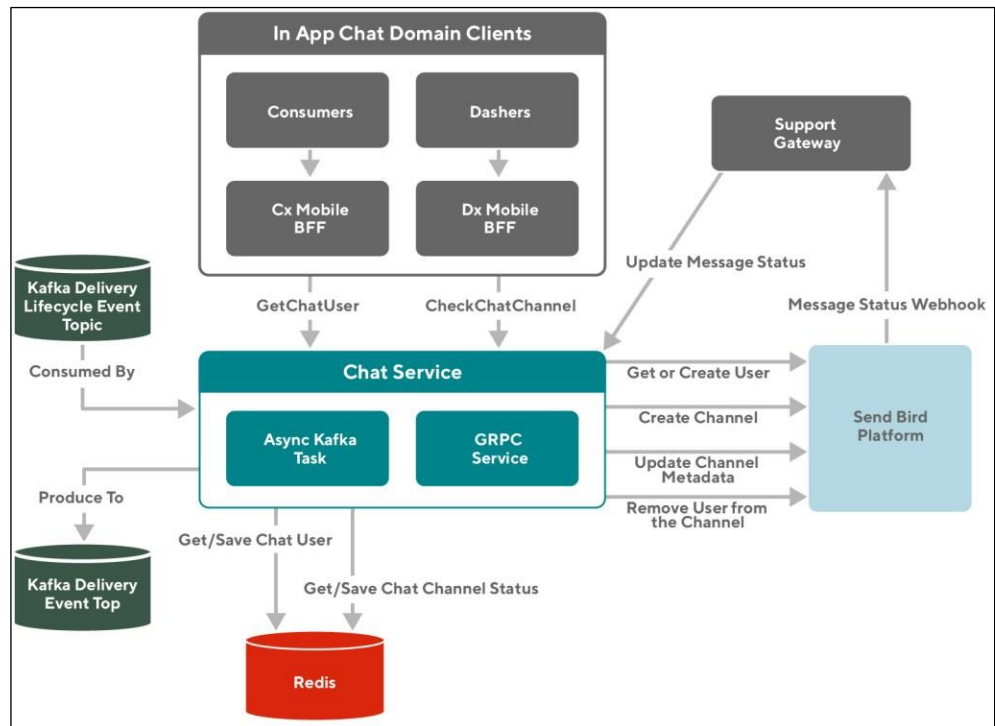 In App Chat Domain Clients
Consumers
Dashers
Cx Mobile
BFF
Dx Mobile
BFF
Support
Gateway
Kafka Delivery
Lifecycle Event
Topic
GetChatUser
CheckChatChannel
Update Message Status
Message Status Webhook
Consumed By
Chat Service
Async Kafka
Task
GRPC
Service
Get or Create User
Create Channel
Update Channel
Metadata
Remove User from
the Channel
Send Bird
Platform
Produce To
Kafka Delivery
Event Top
Get/Save Chat User
Get/Save Chat Channel Status
Redis